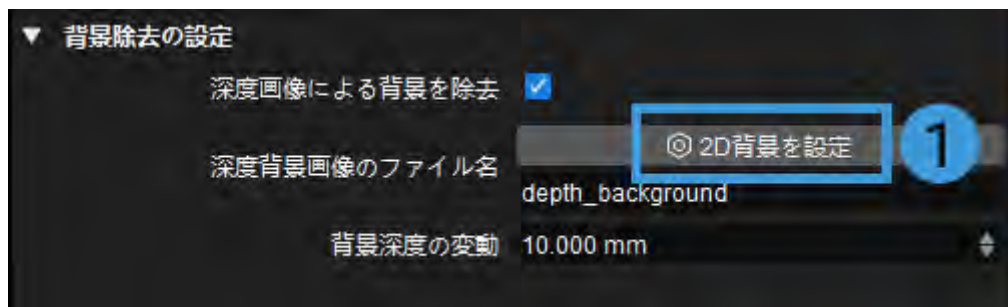 ▼ 背景除去の設定
深度画像による背景を除去
2D背景を設定 1
深度背景画像のファイル名
depth_background
背景深度の変動 10.000 mm